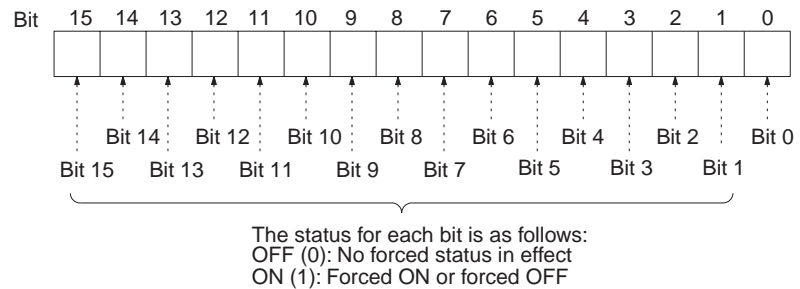 Bit 15 14 13 12 11 10 9 8 7 6 5 4 3 2 1 0
Bit 14 Bit 12 Bit 10 Bit 8 Bit 6 Bit 4 Bit 2 Bit 0
Bit 15 Bit 13 Bit 11 Bit 9 Bit 7 Bit 5 Bit 3 Bit 1
The status for each bit is as follows:
OFF (0): No forced status in effect
ON (1): Forced ON or forced OFF